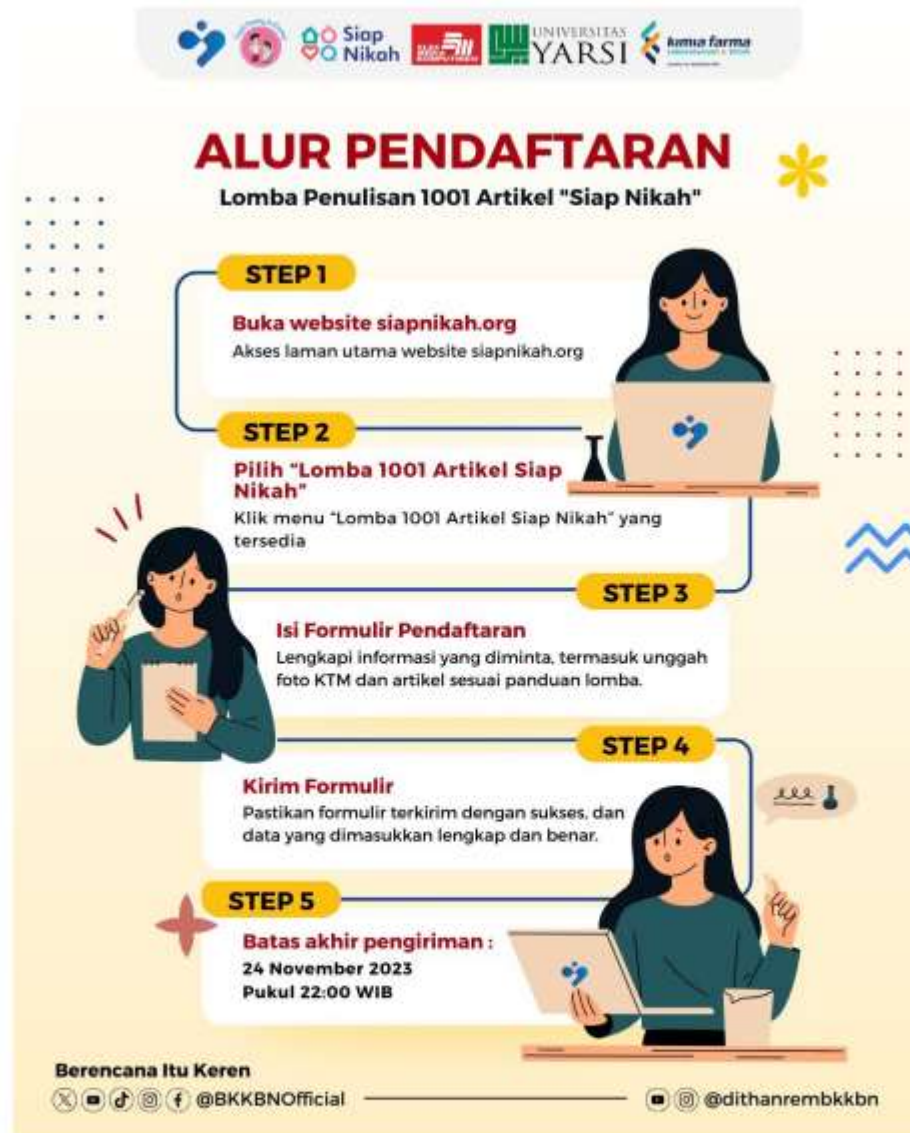 Siap
Nikah
UNIVERSITAS
YARSI
kimia farma
ALUR PENDAFTARAN
Lomba Penulisan 1001 Artikel "Siap Nikah"
STEP 1
Buka website siapnikah.org
Akses laman utama website siapnikah.org
STEP 2
Pilih "Lomba 1001 Artikel Siap
Nikah"
Klik menu "Lomba 1001 Artikel Siap Nikah" yang
tersedia
STEP 3
Isi Formulir Pendaftaran
Lengkapi informasi yang diminta, termasuk unggah
foto KTM dan artikel sesuai panduan lomba.
STEP 4
Kirim Formulir
Pastikan formulir terkirim dengan sukses, dan
data yang dimasukkan lengkap dan benar.
STEP 5
Batas akhir pengiriman :
24 November 2023
Pukul 22:00 WIB
Berencana Itu Keren
@BKKBNOfficial
@dithanrembkkbn